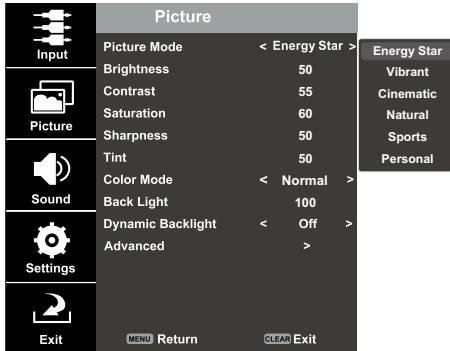 Input
Picture
Sound
Settings
Exit
Picture
Picture Mode < Energy Star >
Brightness 50
Contrast 55
Saturation 60
Sharpness 50
Tint 50
Color Mode < Normal >
Back Light 100
Dynamic Backlight < Off >
Advanced >
MENU Return CLEAR Exit
Energy Star
Vibrant
Cinematic
Natural
Sports
Personal